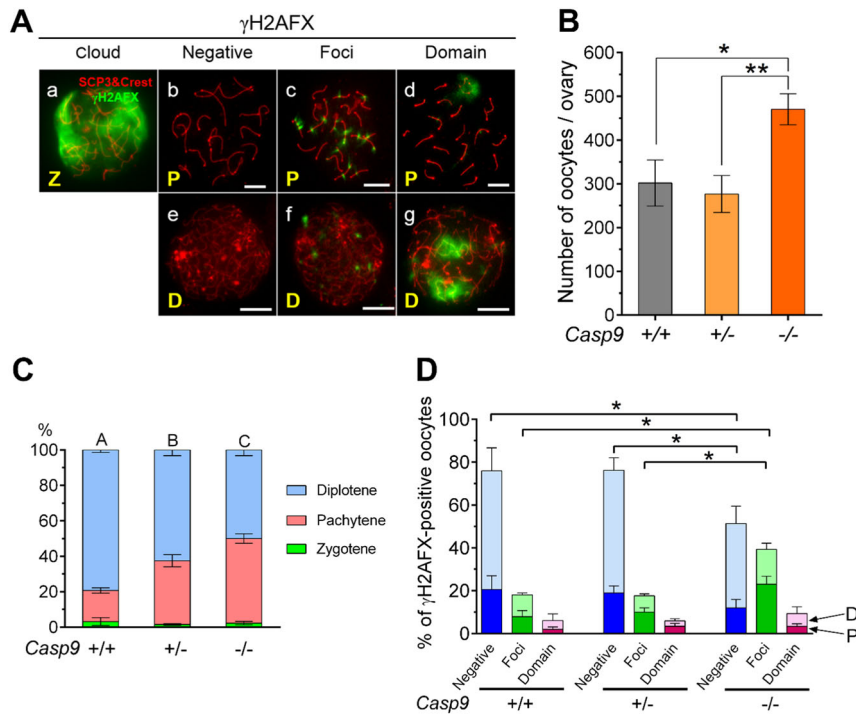 A
γH2AFX
Cloud Negative Foci Domain
a SCP3&Crest
γH2AFX
Z
b
P
c
P
d
P
e
D
f
D
g
D
B
Number of oocytes / ovary
600
500
400
300
200
100
0
* **
Casp9 +/+ +/- -/-
C
%
100
80
60
40
20
0
A B C
Diplotene
Pachytene
Zygotene
Casp9 +/+ +/- -/-
D
% of γH2AFX-positive oocytes
100
80
60
40
20
0
*
*
*
*
D
P
Negative Foci Domain Negative Foci Domain Negative Foci Domain
Casp9 +/+ +/- -/-